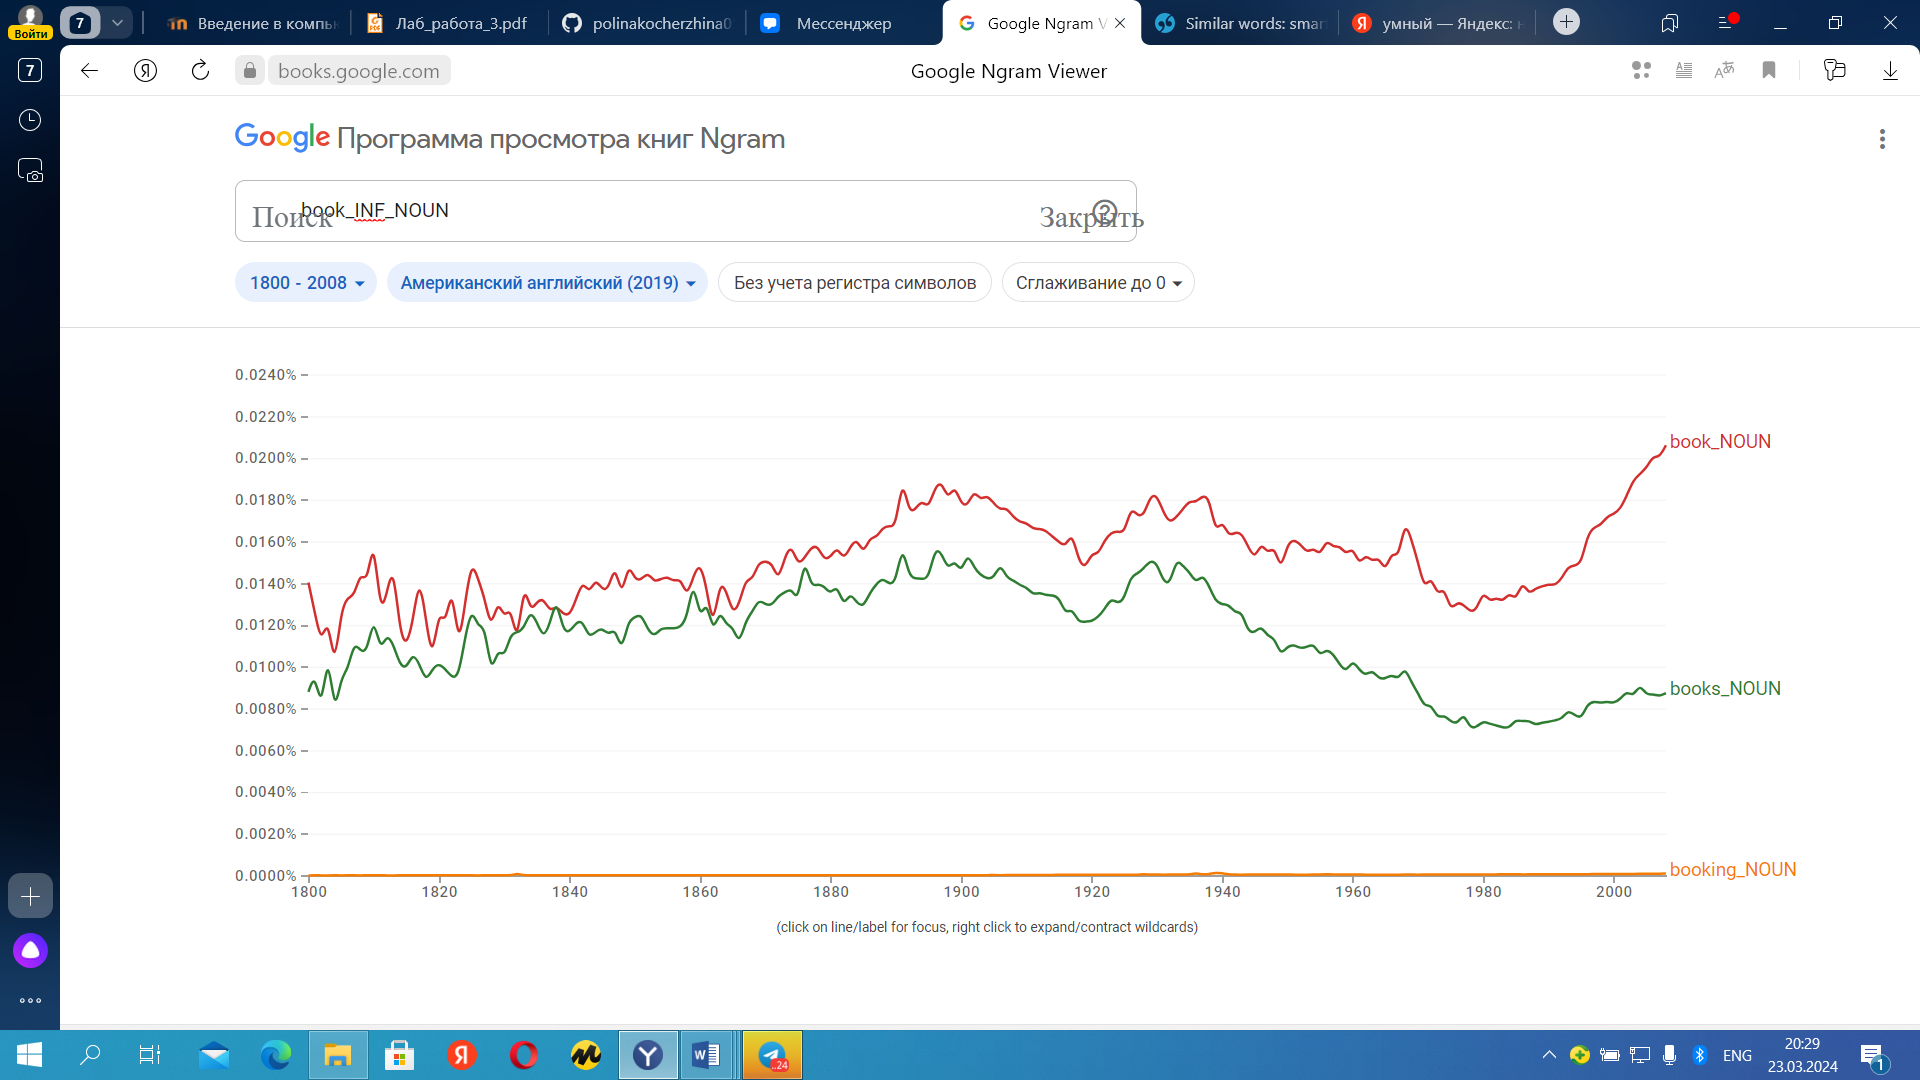 Войти
7
Введение в компь
Лаб_работа_3.pdf
polinakocherzhina0
Мессенджер
Google Ngram V
Similar words: smar
умный — Яндекс: н
7
books.google.com
Google Ngram Viewer
Google Программа просмотра книг Ngram
Поиск
book_INF_NOUN
Закрыть
1800 - 2008
Американский английский (2019)
Без учета регистра символов
Сглаживание до 0
0.0240%
0.0220%
0.0200%
0.0180%
0.0160%
0.0140%
0.0120%
0.0100%
0.0080%
0.0060%
0.0040%
0.0020%
0.0000%
book_NOUN
books_NOUN
booking_NOUN
1800 1820 1840 1860 1880 1900 1920 1940 1960 1980 2000
(click on line/label for focus, right click to expand/contract wildcards)
..24
ENG
20:29
23.03.2024
1